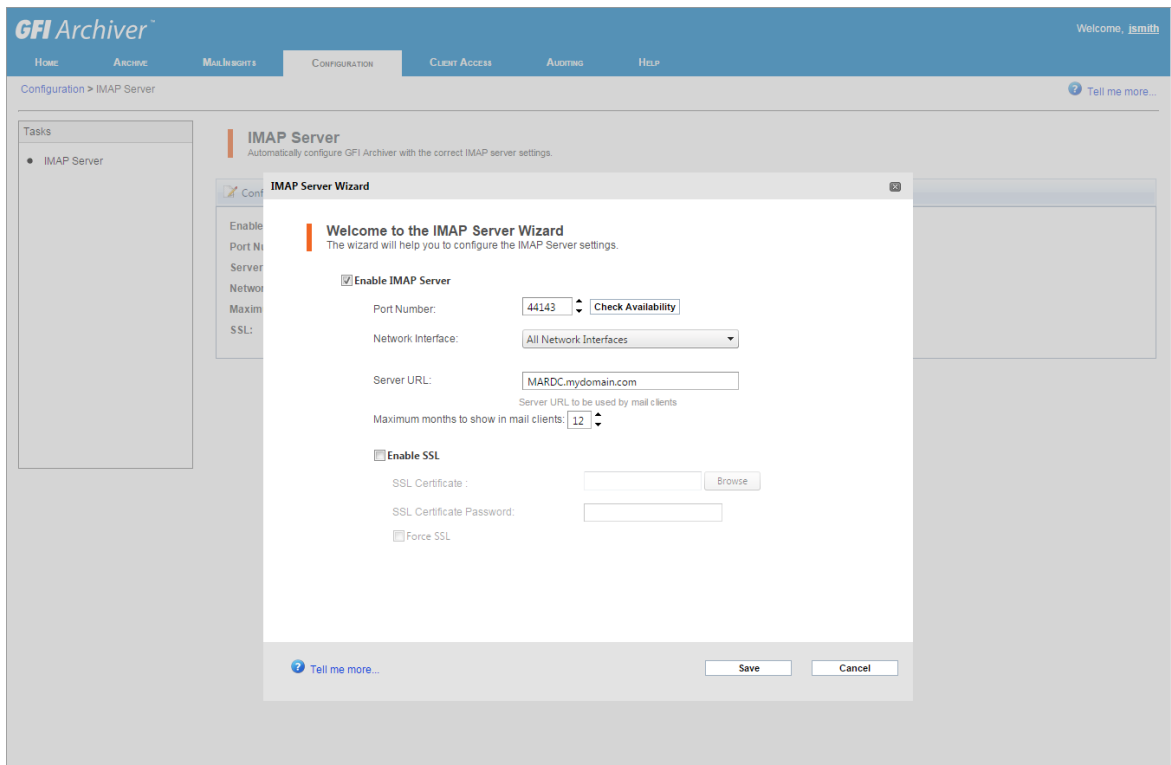 GFI Archiver™
Welcome, jsmith
Home Archive MailInsights Configuration Client Access Auditing Help
Configuration > IMAP Server
Tell me more...
Tasks
IMAP Server
IMAP Server
Automatically configure GFI Archiver with the correct IMAP server settings.
Conf
Enable
Port Nu
Server
Networ
Maxim
SSL:
IMAP Server Wizard
Welcome to the IMAP Server Wizard
The wizard will help you to configure the IMAP Server settings.
Enable IMAP Server
Port Number: 44143 Check Availability
Network Interface: All Network Interfaces
Server URL: MARDC.mydomain.com
Server URL to be used by mail clients
Maximum months to show in mail clients: 12
Enable SSL
SSL Certificate : Browse
SSL Certificate Password:
Force SSL
Tell me more...
Save Cancel